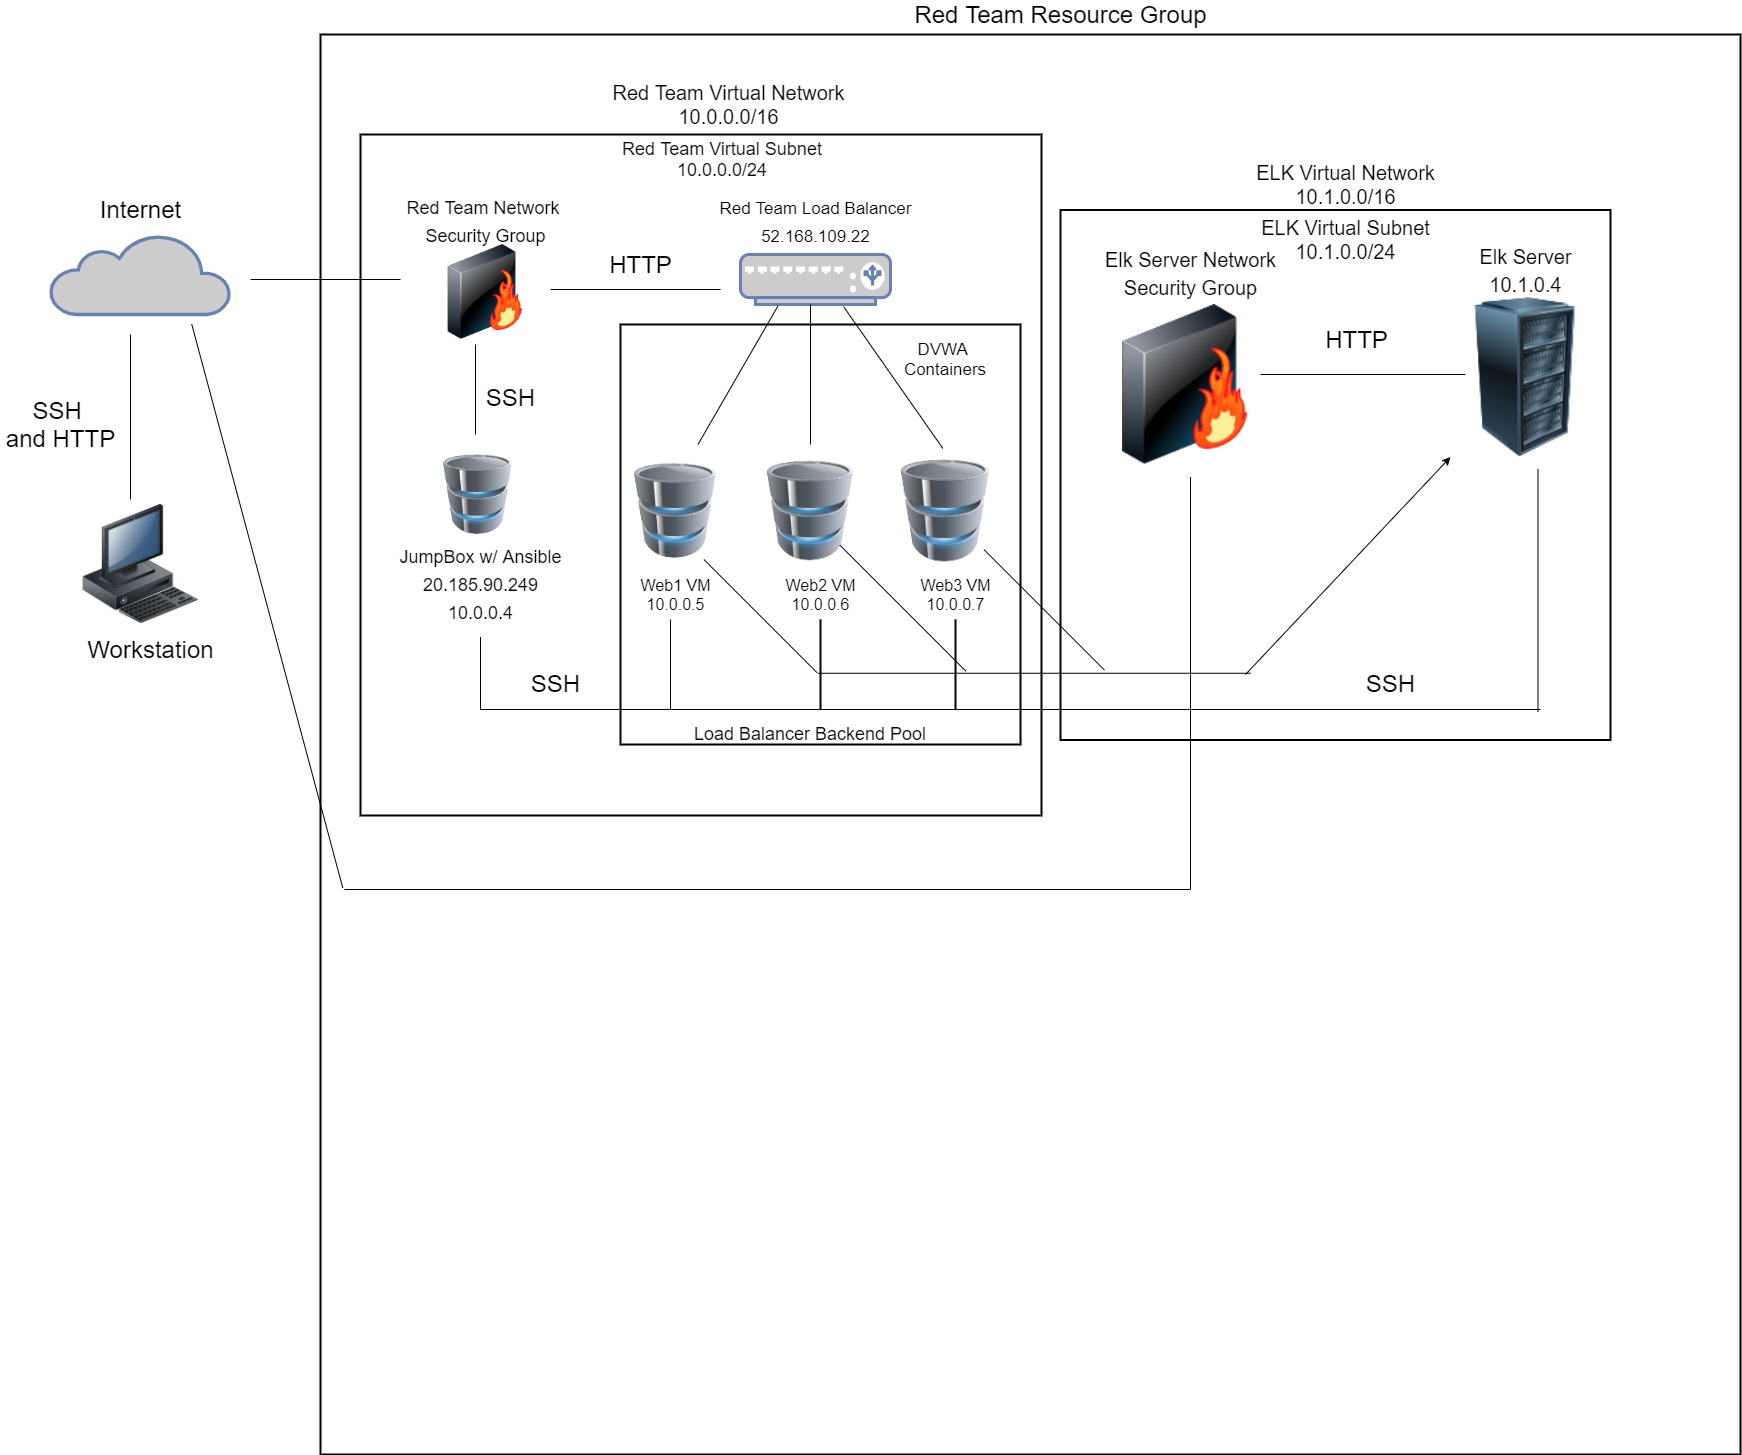 Red Team Resource Group
Red Team Virtual Network
10.0.0.0/16
Red Team Virtual Subnet
10.0.0.0/24
ELK Virtual Network
10.1.0.0/16
ELK Virtual Subnet
10.1.0.0/24
Internet
Red Team Network
Security Group
HTTP
Red Team Load Balancer
52.168.109.22
Elk Server Network
Security Group
HTTP
Elk Server
10.1.0.4
DVWA
Containers
SSH
and HTTP
SSH
Workstation
JumpBox w/ Ansible
20.185.90.249
10.0.0.4
Web1 VM
10.0.0.5
Web2 VM
10.0.0.6
Web3 VM
10.0.0.7
SSH
SSH
Load Balancer Backend Pool